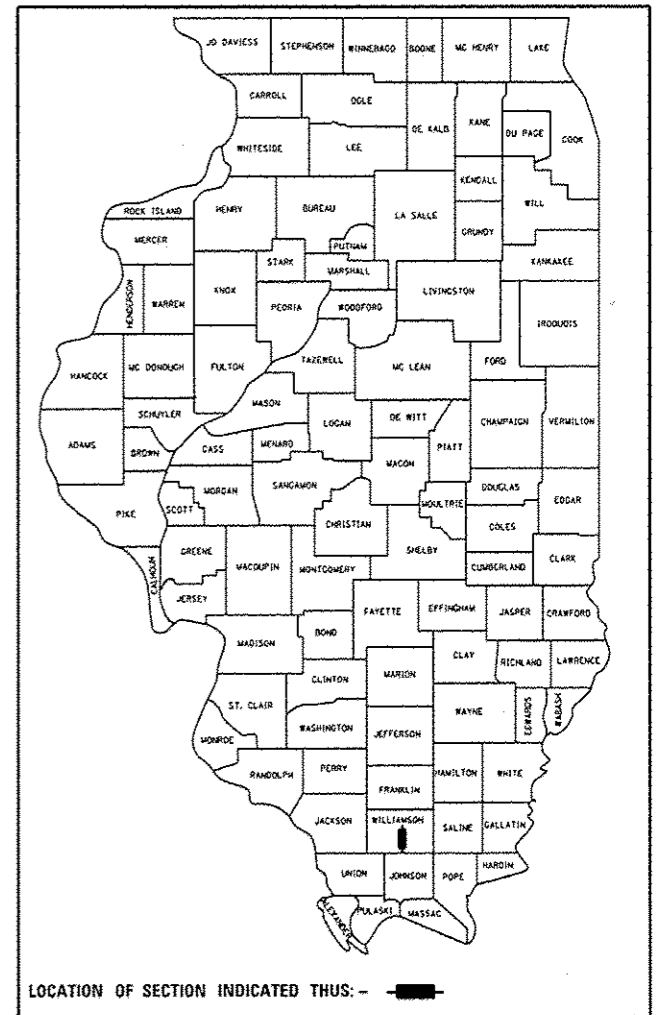 JO DAVIESS STEPHENSON WINNEBAGO BOONE MC HENRY LAKE
CARROLL OGLE DE KALB KANE DU PAGE COOK
WHITESIDE LEE
KENDALL
ROCK ISLAND HENRY BUREAU LA SALLE WILL
MERCER PUTNAM GRUNDY
STARK MARSHALL KANKAKEE
HENDERSON WARREN KNOX PEORIA WOODFORD LIVINGSTON IROQUOIS
HANCOCK MC DONOUGH FULTON TAZEWELL MC LEAN FORD
SCHUYLER MASON
ADAMS BROWN CASS MENARD LOGAN DE WITT PIATT CHAMPAIGN VERMILION
MACON
PIKE SCOTT MORGAN SANGAMON CHRISTIAN MOULTRIE DOUGLAS EDGAR
COLES
CALHOUN GREENE MACOUPIN MONTGOMERY SHELBY CUMBERLAND CLARK
JERSEY
FAYETTE EFFINGHAM JASPER CRAWFORD
MADISON BOND
CLAY RICHLAND LAWRENCE
CLINTON MARION
ST. CLAIR WAYNE EDWARDS WABASH
WASHINGTON JEFFERSON
MONROE
RANDOLPH PERRY HAMILTON WHITE
FRANKLIN
JACKSON WILLIAMSON SALINE GALLATIN
UNION JOHNSON POPE HARDIN
ALEXANDER PULASKI MASSAC
LOCATION OF SECTION INDICATED THUS: -